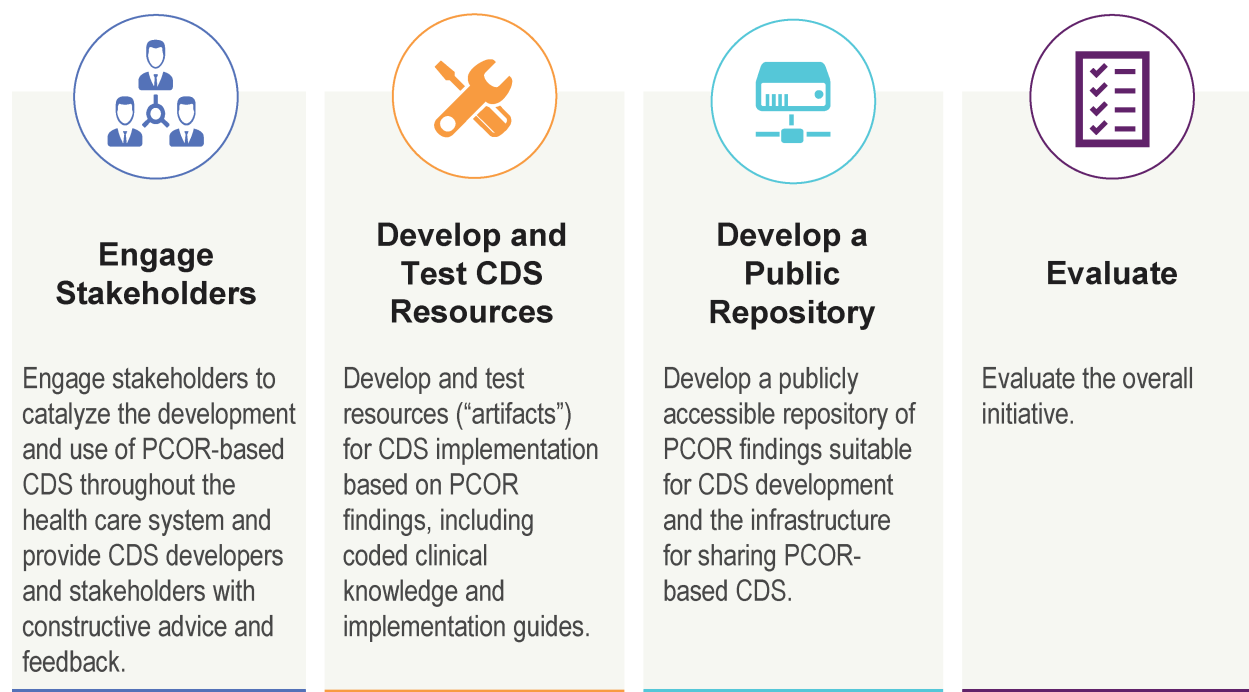 Engage
Stakeholders
Engage stakeholders to
catalyze the development
and use of PCOR-based
CDS throughout the
health care system and
provide CDS developers
and stakeholders with
constructive advice and
feedback.
Develop and
Test CDS
Resources
Develop and test
resources (“artifacts”)
for CDS implementation
based on PCOR
findings, including
coded clinical
knowledge and
implementation guides.
Develop a
Public
Repository
Develop a publicly
accessible repository of
PCOR findings suitable
for CDS development
and the infrastructure
for sharing PCOR-
based CDS.
Evaluate
Evaluate the overall
initiative.